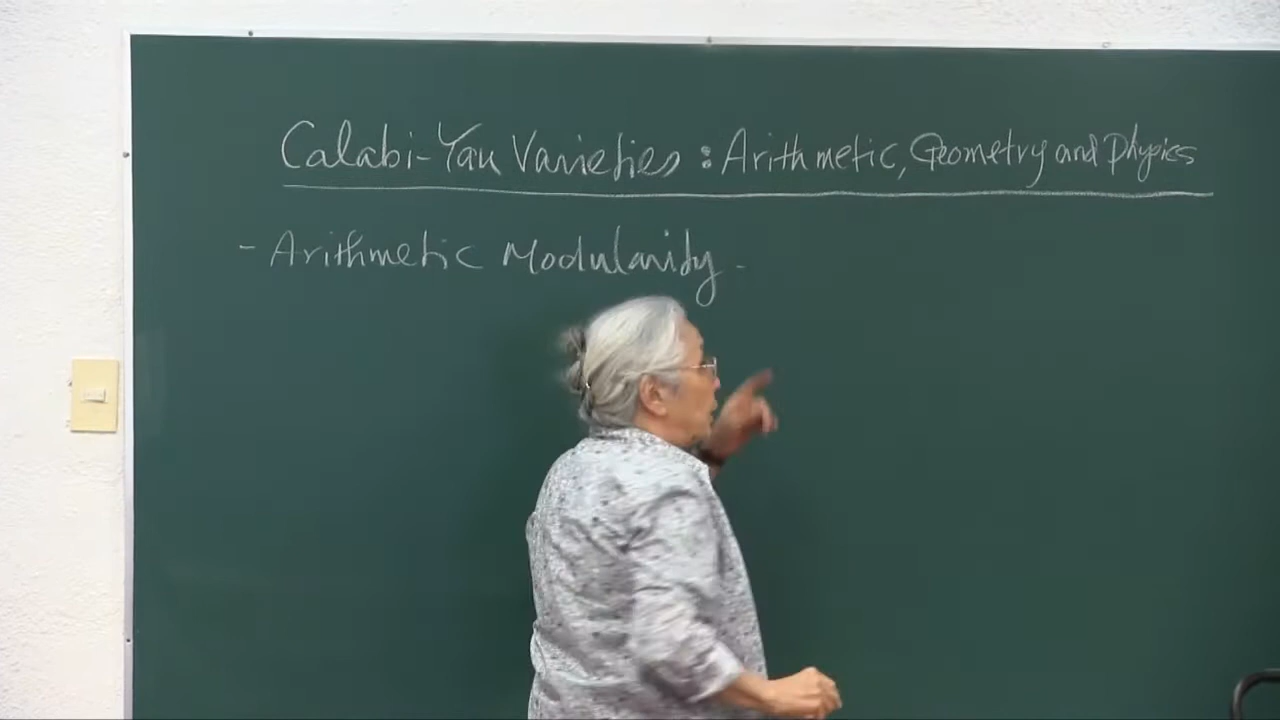 Calabi-Yau Varieties : Arithmetic, Geometry and Physics
- Arithmetic Modularity -